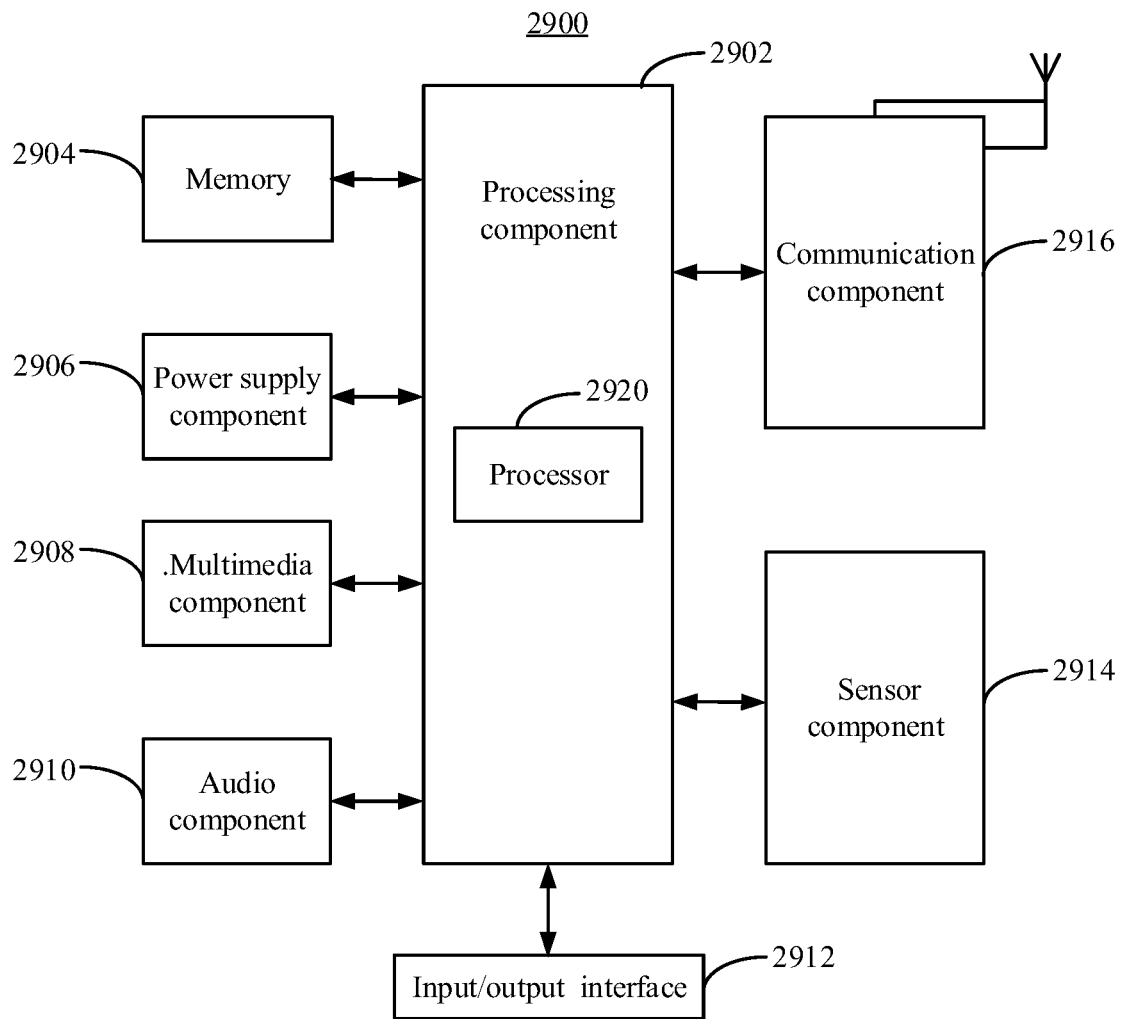 2900
2902
2904
Memory
Processing
component
Communication
component
2916
2906
Power supply
component
2920
Processor
2908
.Multimedia
component
2914
Sensor
component
2910
Audio
component
2912
Input/output interface